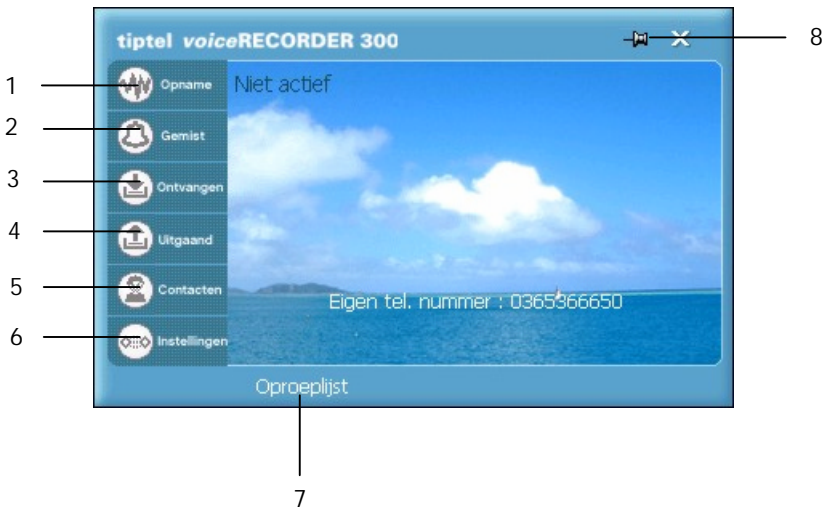 tiptel voiceRECORDER 300
8
1
Opname
Niet actief
2
Gemist
3
Ontvangen
4
Uitgaand
5
Contacten
Eigen tel. nummer : 0365366650
6
Instellingen
Oproeplijst
7